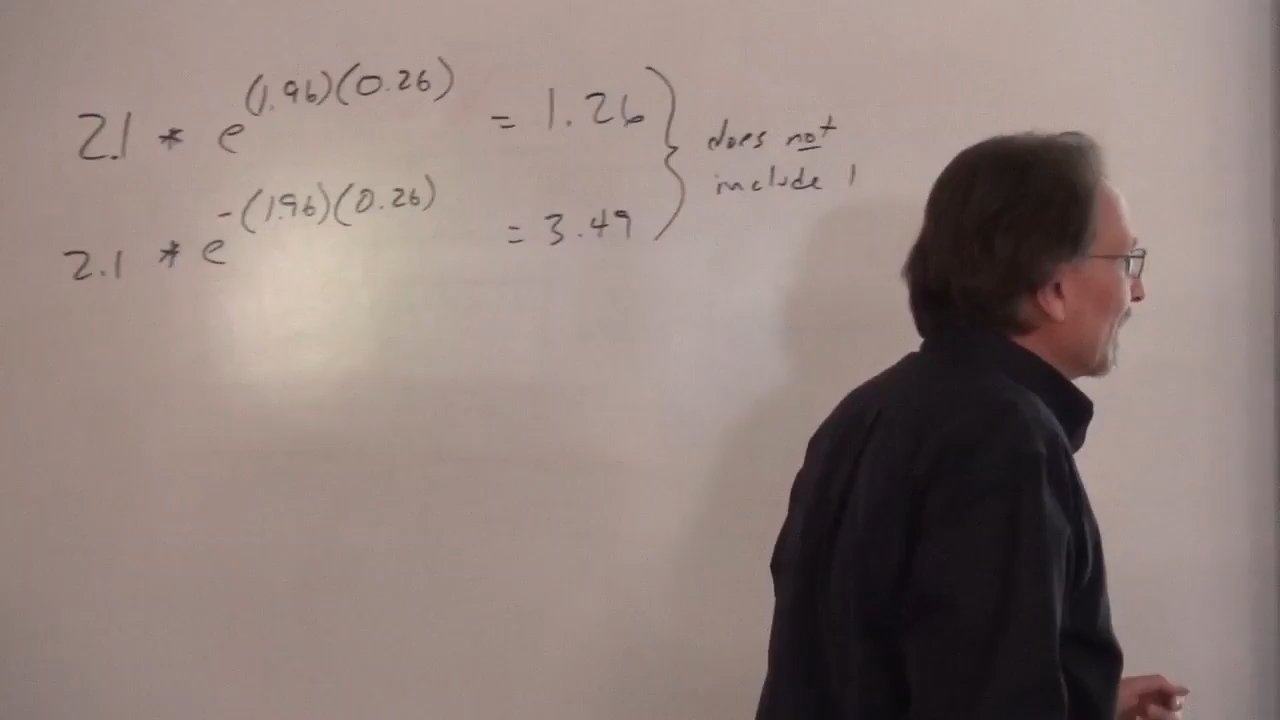 2.1 * e^(1.96)(0.26) = 1.26
does not
include 1
2.1 * e^-(1.96)(0.26) = 3.49